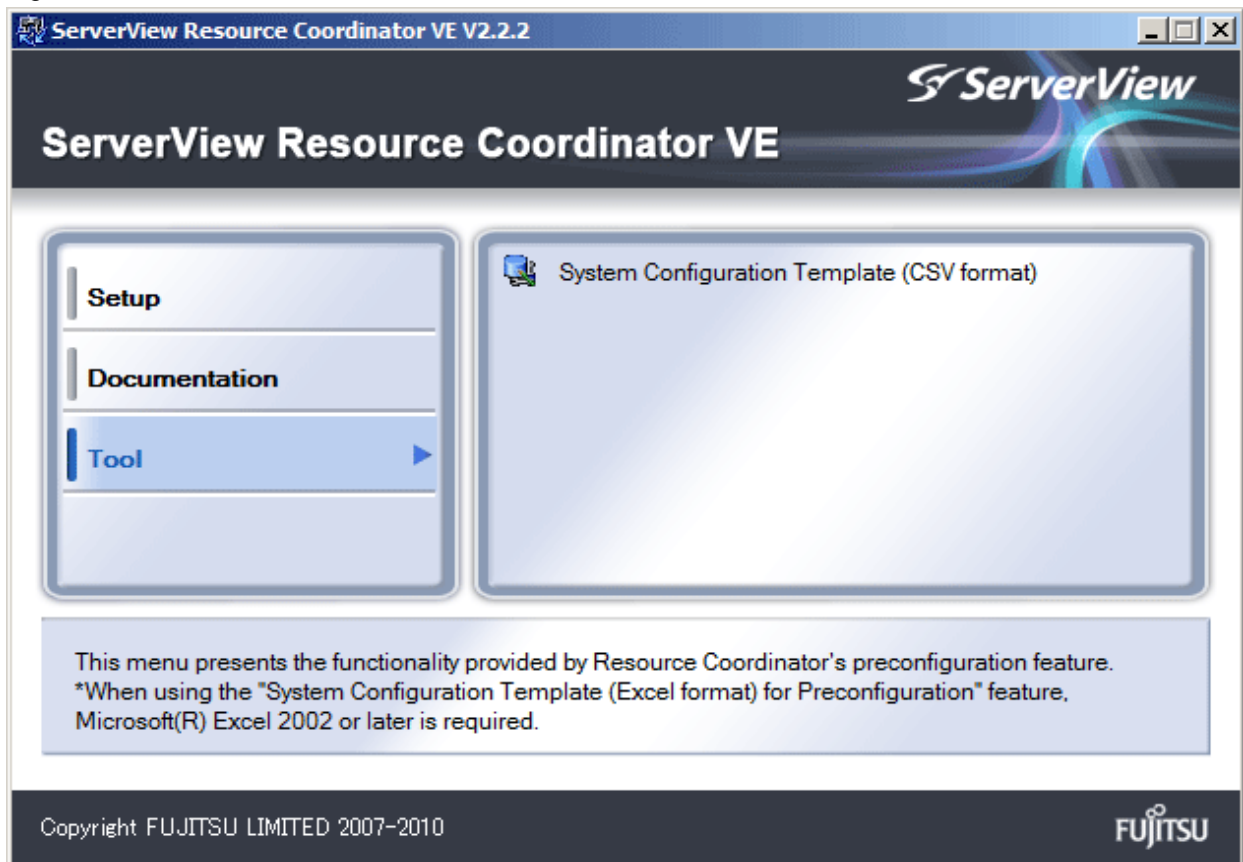 ServerView Resource Coordinator VE V2.2.2
ServerView
ServerView Resource Coordinator VE
Setup
Documentation
Tool
System Configuration Template (CSV format)
This menu presents the functionality provided by Resource Coordinator's preconfiguration feature.
*When using the "System Configuration Template (Excel format) for Preconfiguration" feature,
Microsoft(R) Excel 2002 or later is required.
Copyright FUJITSU LIMITED 2007-2010
FUJITSU